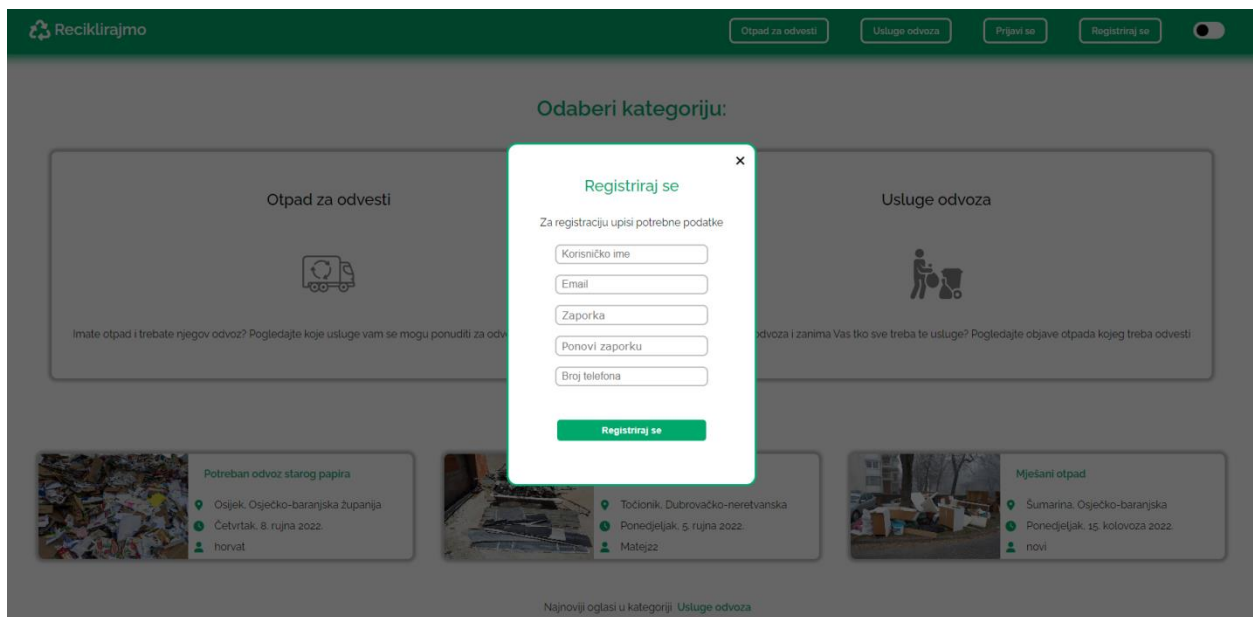 Reciklirajmo
Otpad za odvesti
Usluge odvoza
Prijavi se
Registriraj se
Odaberi kategoriju:
Otpad za odvesti
Imate otpad i trebate njegov odvoz? Pogledajte koje usluge vam se mogu ponuditi za
Usluge odvoza
i zanima Vas tko sve treba te usluge? Pogledajte objave otpada kojeg treba odvesti
×
Registriraj se
Za registraciju upisi potrebne podatke
Korisničko ime
Email
Zaporka
Ponovi zaporku
Broj telefona
Registriraj se
Potreban odvoz starog papira
Osijek, Osječko-baranjska županija
Četvrtak, 8. rujna 2022.
horvat
Točionik, Dubrovačko-neretvanska
Ponedjeljak, 5. rujna 2022.
Matej22
Mješani otpad
Šumarina, Osječko-baranjska
Ponedjeljak, 15. kolovoza 2022.
novi
Najnoviji oglasi u kategoriji Usluge odvoza